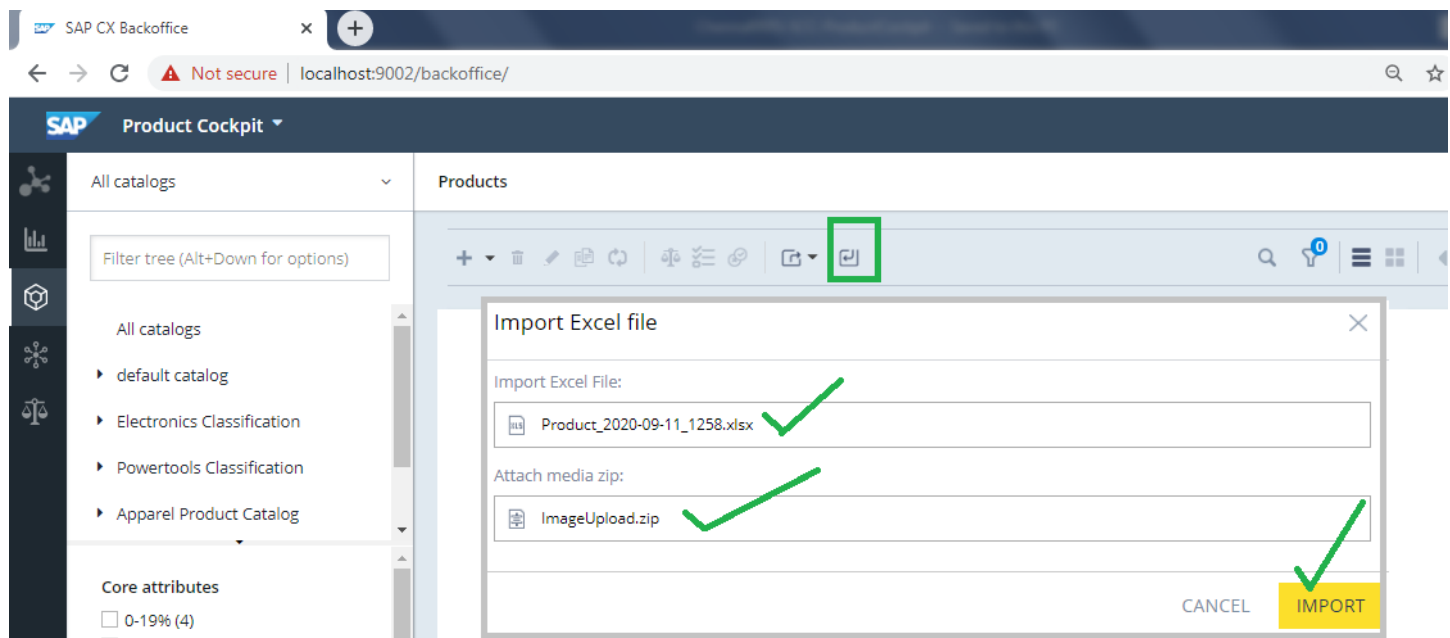 SAP SAP CX Backoffice
Not secure localhost:9002/backoffice/
SAP Product Cockpit
All catalogs
Products
Filter tree (Alt+Down for options)
0
All catalogs
default catalog
Electronics Classification
Powertools Classification
Apparel Product Catalog
Core attributes
0-19% (4)
Import Excel file
Import Excel File:
XLS Product_2020-09-11_1258.xlsx
Attach media zip:
ImageUpload.zip
CANCEL IMPORT